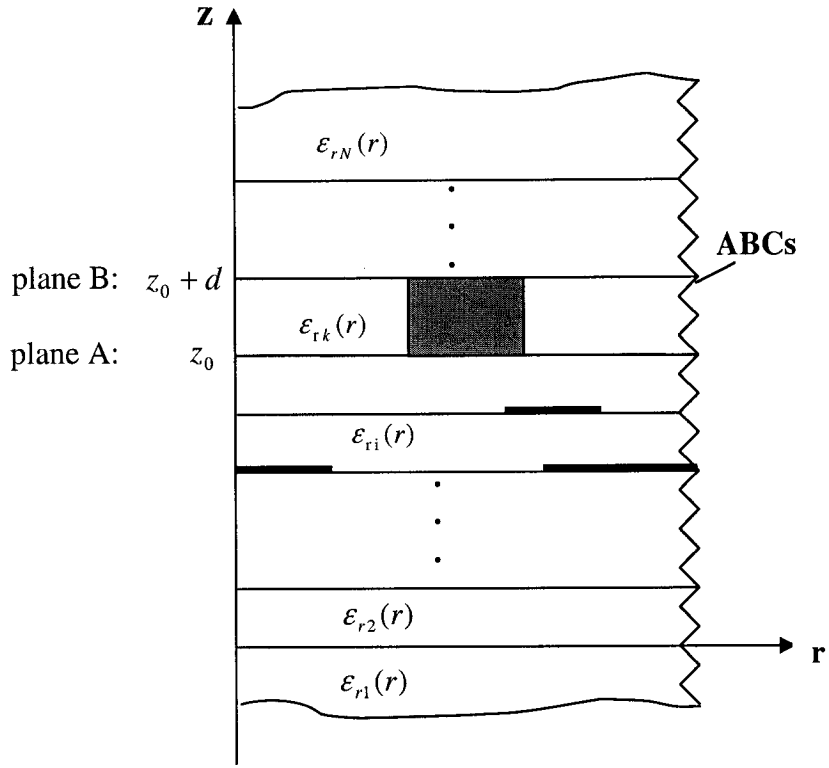 z
ε_{rN}(r)
ABCs
plane B: z_0 + d
ε_{rk}(r)
plane A: z_0
ε_{ri}(r)
ε_{r2}(r)
r
ε_{r1}(r)